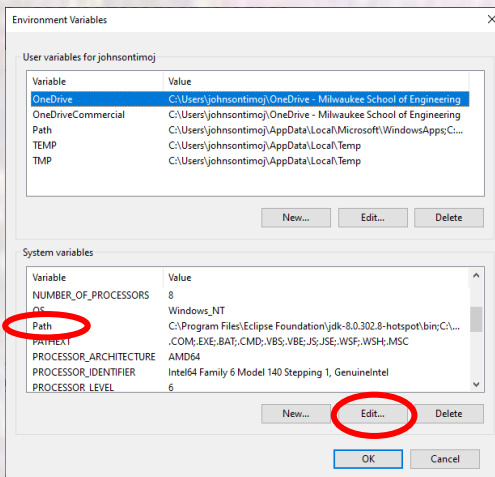 Environment Variables
User variables for johnsontimoj
Variable Value
OneDrive C:\Users\johnsontimoj\OneDrive - Milwaukee School of Engineering
OneDriveCommercial C:\Users\johnsontimoj\OneDrive - Milwaukee School of Engineering
Path C:\Users\johnsontimoj\AppData\Local\Microsoft\WindowsApps;C:...
TEMP C:\Users\johnsontimoj\AppData\Local\Temp
TMP C:\Users\johnsontimoj\AppData\Local\Temp
New... Edit... Delete
System variables
Variable Value
NUMBER_OF_PROCESSORS 8
OS Windows_NT
Path C:\Program Files\Eclipse Foundation\jdk-8.0.302.8-hotspot\bin;C:\...
PATHEXT .COM;.EXE;.BAT;.CMD;.VBS;.VBE;.JS;.JSE;.WSF;.WSH;.MSC
PROCESSOR_ARCHITECTURE AMD64
PROCESSOR_IDENTIFIER Intel64 Family 6 Model 140 Stepping 1, GenuineIntel
PROCESSOR_LEVEL 6
New... Edit... Delete
OK Cancel